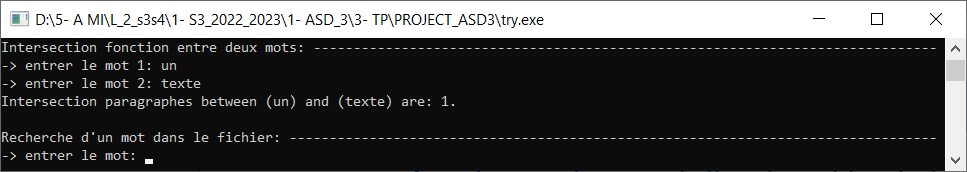 D:\5- A MI\L_2_s3s4\1- S3_2022_2023\1- ASD_3\3- TP\PROJECT_ASD3\try.exe
Intersection fonction entre deux mots: ------------------------------------------------------------------------------
-> entrer le mot 1: un
-> entrer le mot 2: texte
Intersection paragraphes between (un) and (texte) are: 1.
Recherche d'un mot dans le fichier: ---------------------------------------------------------------------------------
-> entrer le mot: